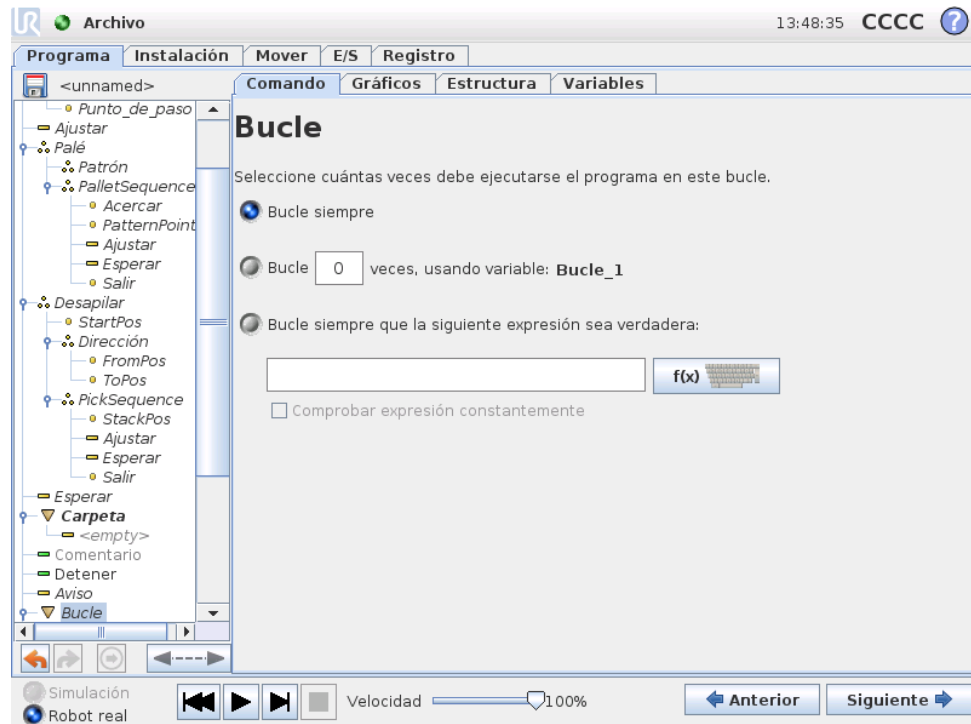 UR Archivo 13:48:35 CCCC ?
Programa Instalación Mover E/S Registro
<unnamed>
Comando Gráficos Estructura Variables
Punto_de_paso
Ajustar
Palé
Patrón
PalletSequence
Acercar
PatternPoint
Ajustar
Esperar
Salir
Desapilar
StartPos
Dirección
FromPos
ToPos
PickSequence
StackPos
Ajustar
Esperar
Salir
Esperar
Carpeta
<empty>
Comentario
Detener
Aviso
Bucle
Bucle
Seleccione cuántas veces debe ejecutarse el programa en este bucle.
Bucle siempre
Bucle 0 veces, usando variable: Bucle_1
Bucle siempre que la siguiente expresión sea verdadera:
f(x)
Comprobar expresión constantemente
Simulación
Robot real
Velocidad 100%
Anterior Siguiente